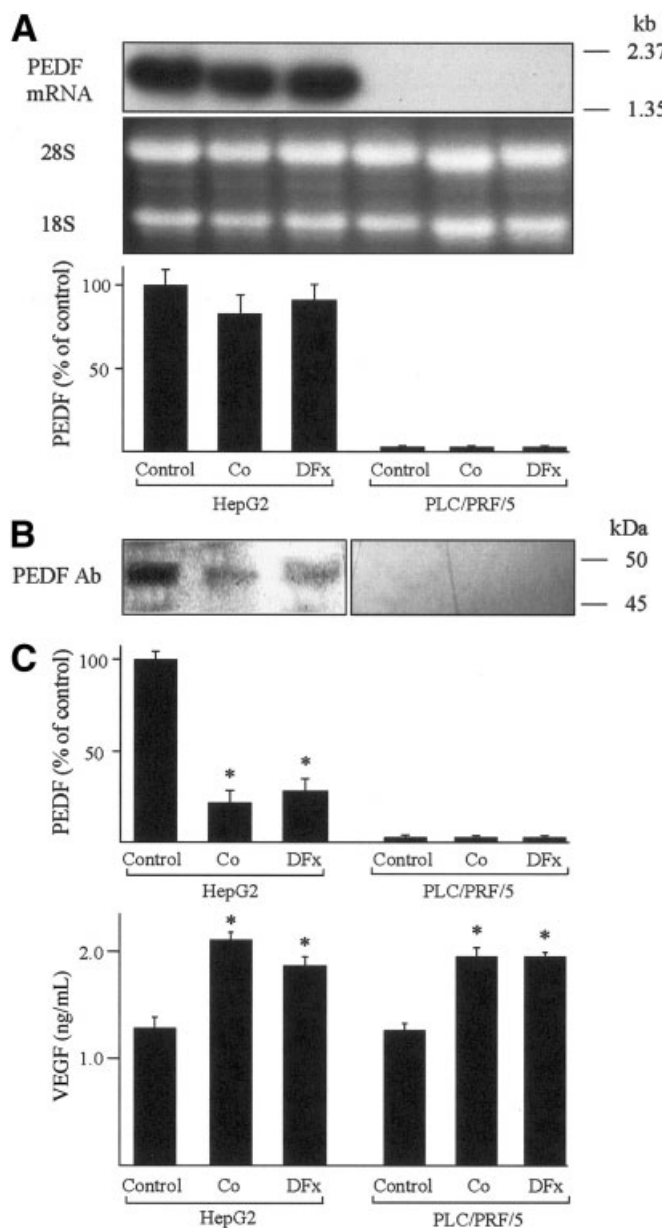 A
kb
PEDF
mRNA
2.37
1.35
28S
18S
PEDF (% of control)
100
50
Control Co DFx Control Co DFx
HepG2 PLC/PRF/5
B
kDa
PEDF Ab
50
45
C
PEDF (% of control)
100
50
* *
Control Co DFx Control Co DFx
HepG2 PLC/PRF/5
VEGF (ng/mL)
2.0
1.0
* * * *
Control Co DFx Control Co DFx
HepG2 PLC/PRF/5